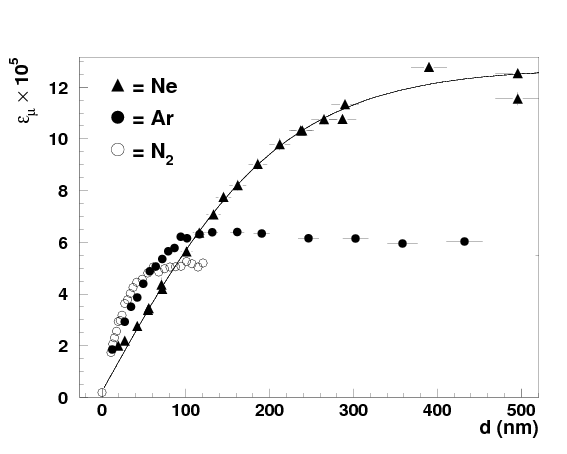 ε_μ × 10^5
12
10
8
6
4
2
0
▲ = Ne
● = Ar
○ = N_2
0 100 200 300 400 500
d (nm)